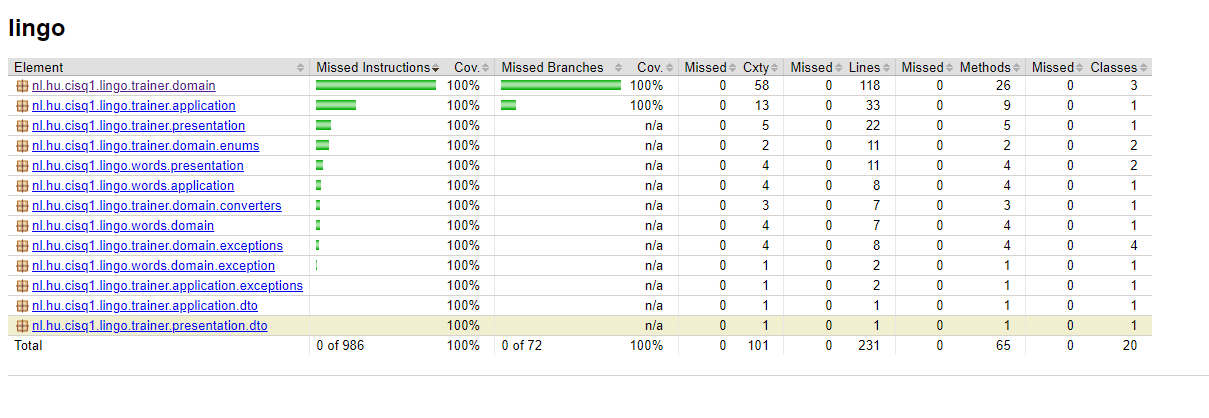 lingo
Element Missed Instructions Cov. Missed Branches Cov. Missed Cxty Missed Lines Missed Methods Missed Classes
nl.hu.cisq1.lingo.trainer.domain 100% 100% 0 58 0 118 0 26 0 3
nl.hu.cisq1.lingo.trainer.application 100% 100% 0 13 0 33 0 9 0 1
nl.hu.cisq1.lingo.trainer.presentation 100% n/a 0 5 0 22 0 5 0 1
nl.hu.cisq1.lingo.trainer.domain.enums 100% n/a 0 2 0 11 0 2 0 2
nl.hu.cisq1.lingo.words.presentation 100% n/a 0 4 0 11 0 4 0 2
nl.hu.cisq1.lingo.words.application 100% n/a 0 4 0 8 0 4 0 1
nl.hu.cisq1.lingo.trainer.domain.converters 100% n/a 0 3 0 7 0 3 0 1
nl.hu.cisq1.lingo.words.domain 100% n/a 0 4 0 7 0 4 0 1
nl.hu.cisq1.lingo.trainer.domain.exceptions 100% n/a 0 4 0 8 0 4 0 4
nl.hu.cisq1.lingo.words.domain.exception 100% n/a 0 1 0 2 0 1 0 1
nl.hu.cisq1.lingo.trainer.application.exceptions 100% n/a 0 1 0 2 0 1 0 1
nl.hu.cisq1.lingo.trainer.application.dto 100% n/a 0 1 0 1 0 1 0 1
nl.hu.cisq1.lingo.trainer.presentation.dto 100% n/a 0 1 0 1 0 1 0 1
Total 0 of 986 100% 0 of 72 100% 0 101 0 231 0 65 0 20